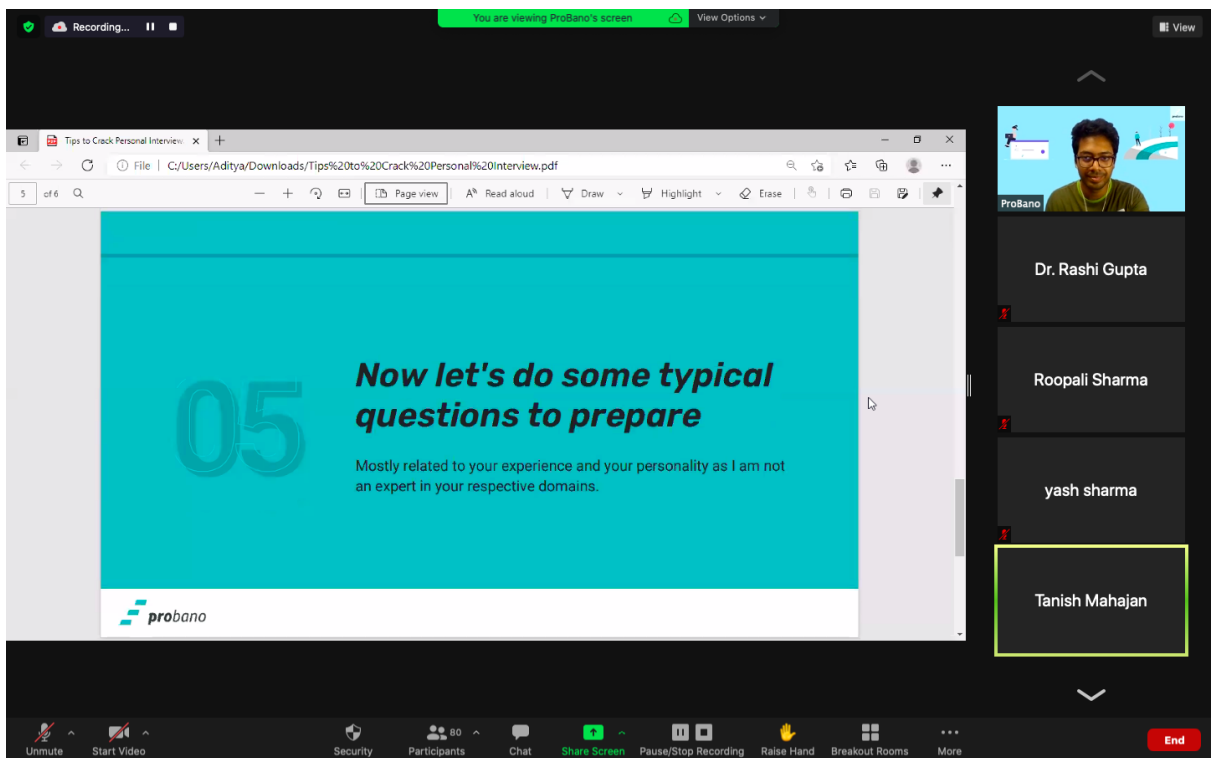 Recording...
You are viewing ProBano's screen
View Options
View
Tips to Crack Personal Interview
File | C:/Users/Aditya/Downloads/Tips%20to%20Crack%20Personal%20Interview.pdf
5 of 6
Page view
Read aloud
Draw
Highlight
Erase
05
Now let's do some typical
questions to prepare
Mostly related to your experience and your personality as I am not
an expert in your respective domains.
probano
ProBano
Dr. Rashi Gupta
Roopali Sharma
yash sharma
Tanish Mahajan
Unmute
Start Video
Security
80
Participants
Chat
Share Screen
Pause/Stop Recording
Raise Hand
Breakout Rooms
More
End